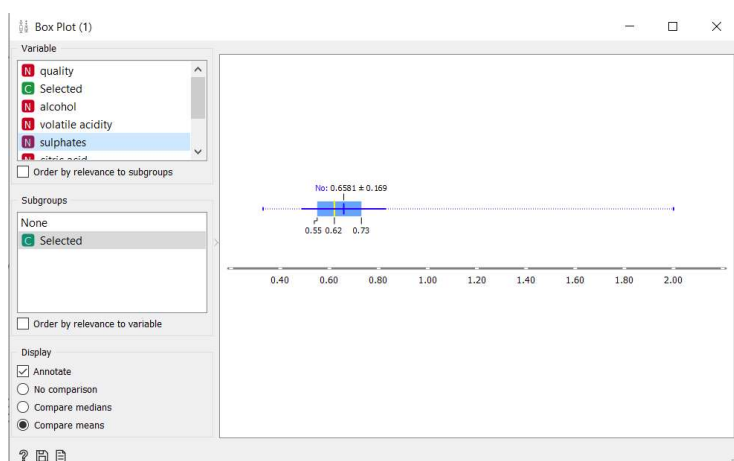 Box Plot (1)
Variable
N quality
C Selected
N alcohol
N volatile acidity
N sulphates
N citric acid
Order by relevance to subgroups
Subgroups
None
C Selected
Order by relevance to variable
Display
Annotate
No comparison
Compare medians
Compare means
No: 0.6581 ± 0.169
0.55 0.62 0.73
0.40 0.60 0.80 1.00 1.20 1.40 1.60 1.80 2.00